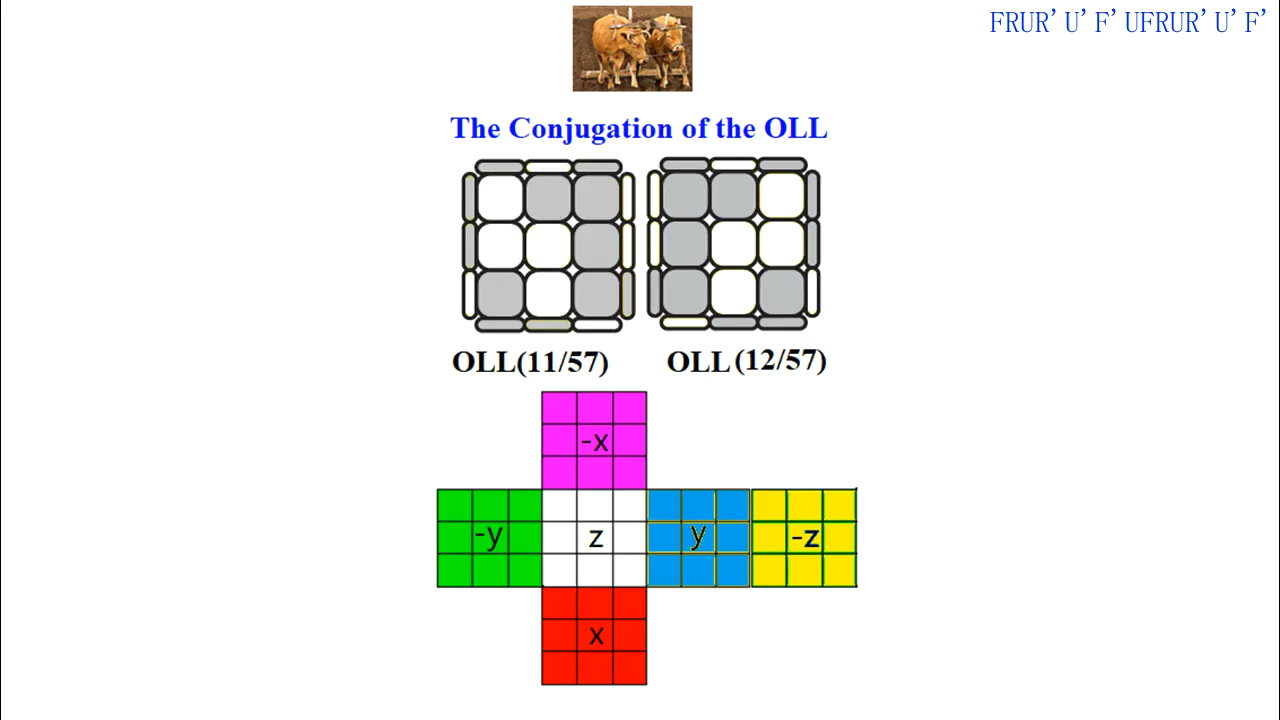 FRUR' U' F' UFRUR' U' F'
The Conjugation of the OLL
OLL(11/57) OLL(12/57)
-x
-y z y -z
x